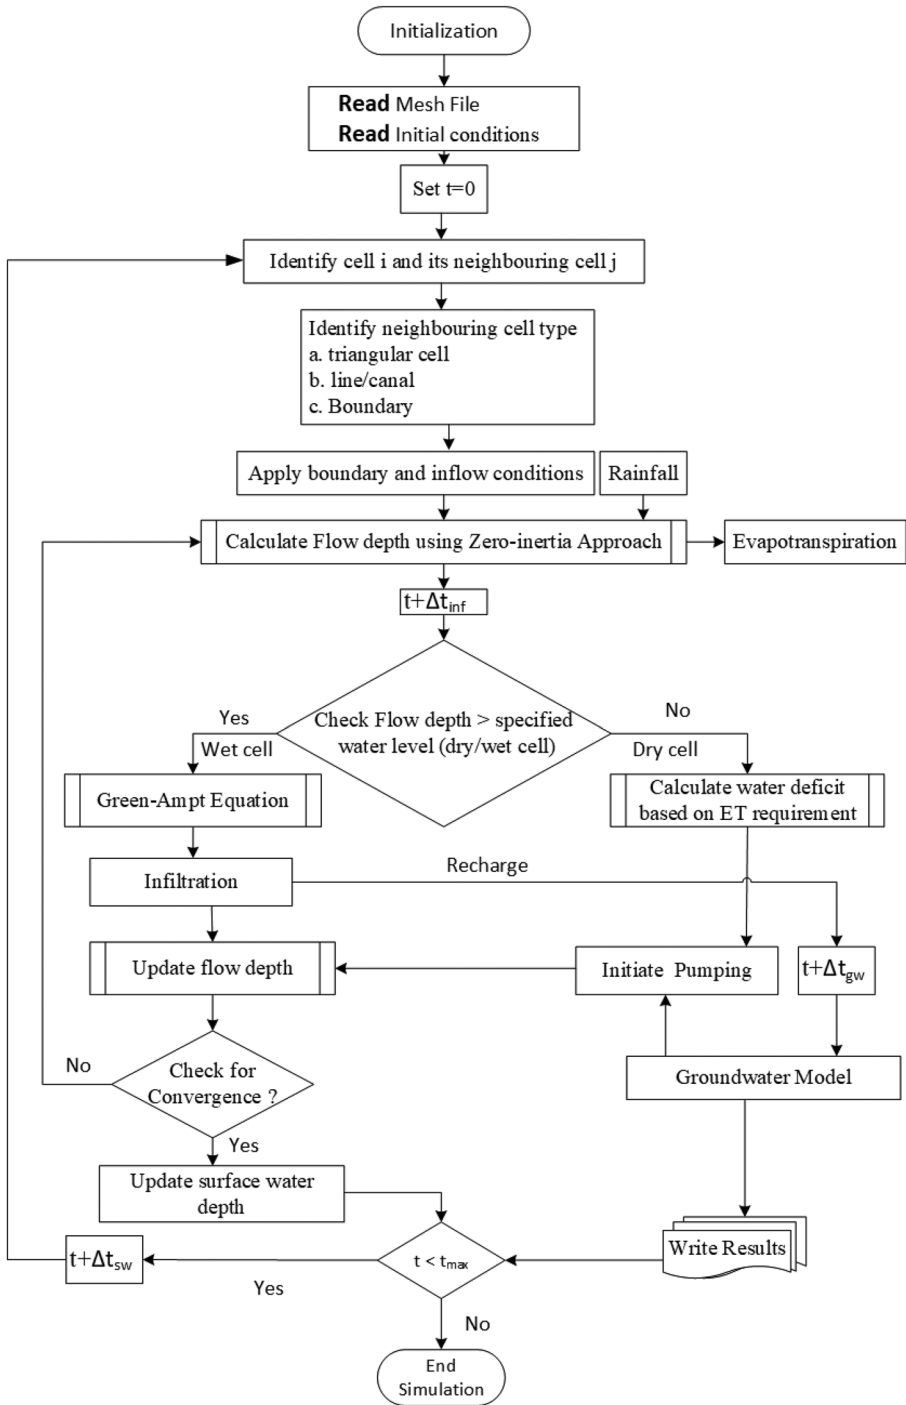 Initialization
Read Mesh File
Read Initial conditions
Set t=0
Identify cell i and its neighbouring cell j
Identify neighbouring cell type
a. triangular cell
b. line/canal
c. Boundary
Apply boundary and inflow conditions
Rainfall
Calculate Flow depth using Zero-inertia Approach
Evapotranspiration
t+Δt_inf
Check Flow depth > specified
water level (dry/wet cell)
Yes
Wet cell
No
Dry cell
Green-Ampt Equation
Calculate water deficit
based on ET requirement
Infiltration
Recharge
Update flow depth
Initiate Pumping
t+Δt_gw
Check for
Convergence ?
No
Groundwater Model
Yes
Update surface water
depth
t+Δt_sw
Yes
t < t_max
Write Results
No
End
Simulation